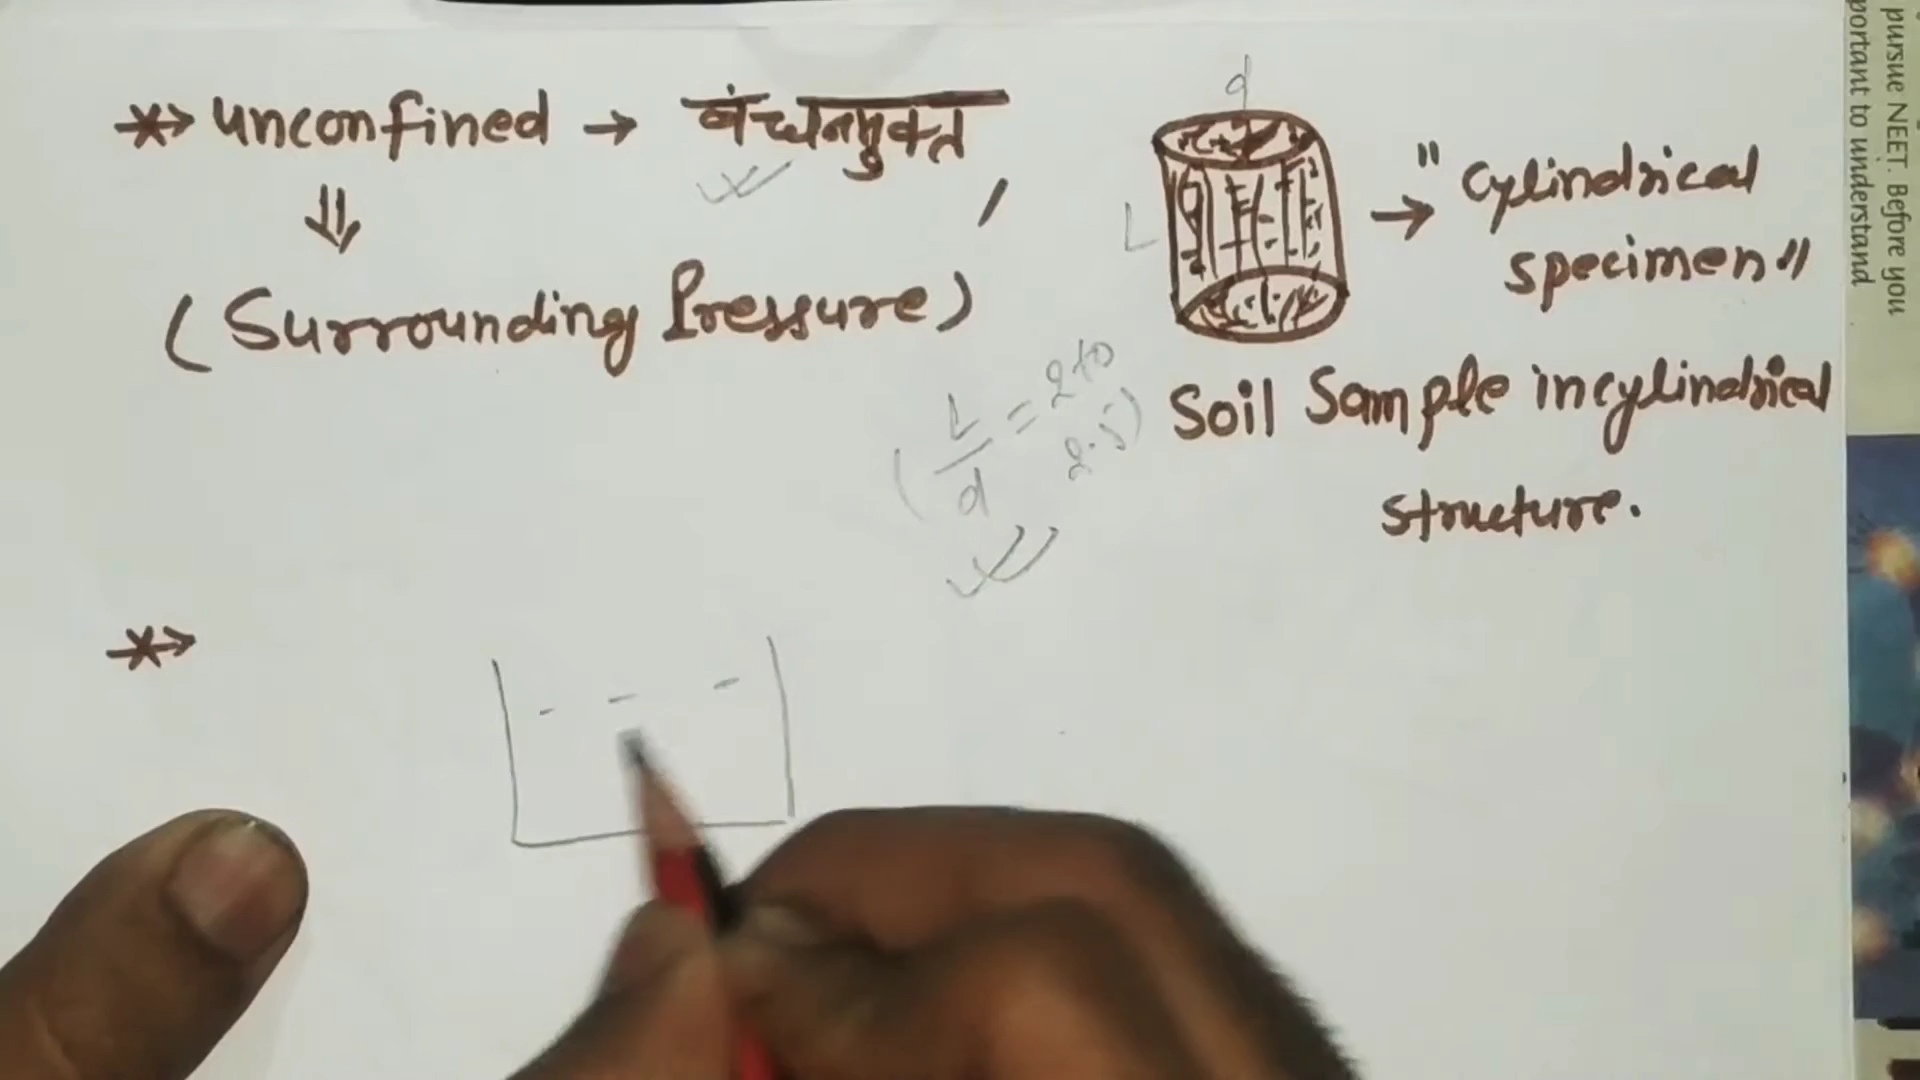 unconfined → बंधनमुक्त
(Surrounding Pressure)
d
L
→ "Cylindrical
specimen"
Soil Sample in cylindrical
structure.
(L/d = 2 to
2.5)
pursue NEET. Before you
portant to understand